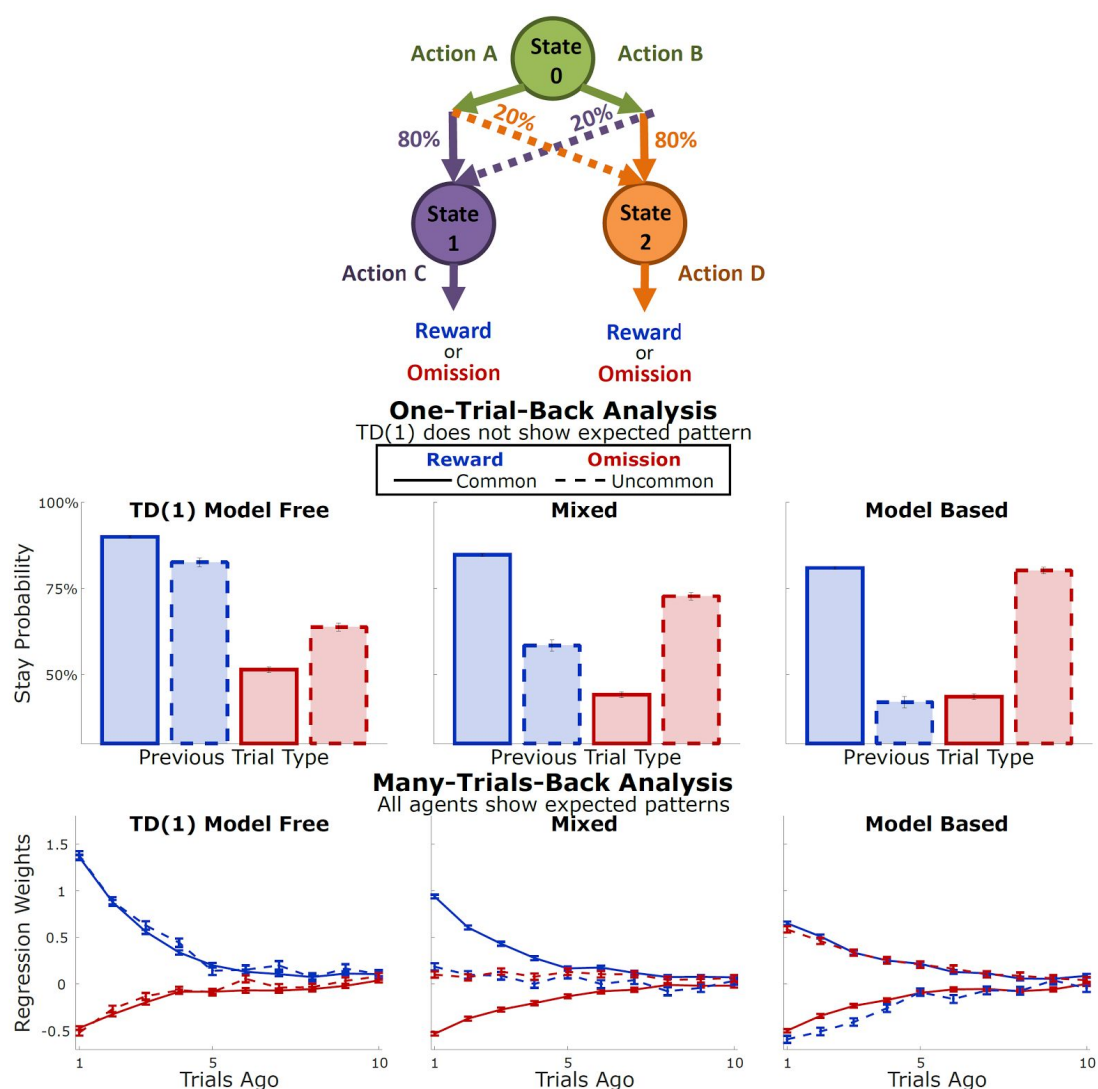 State
0
Action A
Action B
20%
20%
80%
80%
State
1
State
2
Action C
Action D
Reward
or
Omission
Reward
or
Omission
One-Trial-Back Analysis
TD(1) does not show expected pattern
Reward Omission
Common Uncommon
TD(1) Model Free
Mixed
Model Based
100%
75%
50%
Stay Probability
Previous Trial Type
Previous Trial Type
Previous Trial Type
Many-Trials-Back Analysis
All agents show expected patterns
TD(1) Model Free
Mixed
Model Based
1.5
1
0.5
0
-0.5
Regression Weights
1 5 10
1 5 10
1 5 10
Trials Ago
Trials Ago
Trials Ago